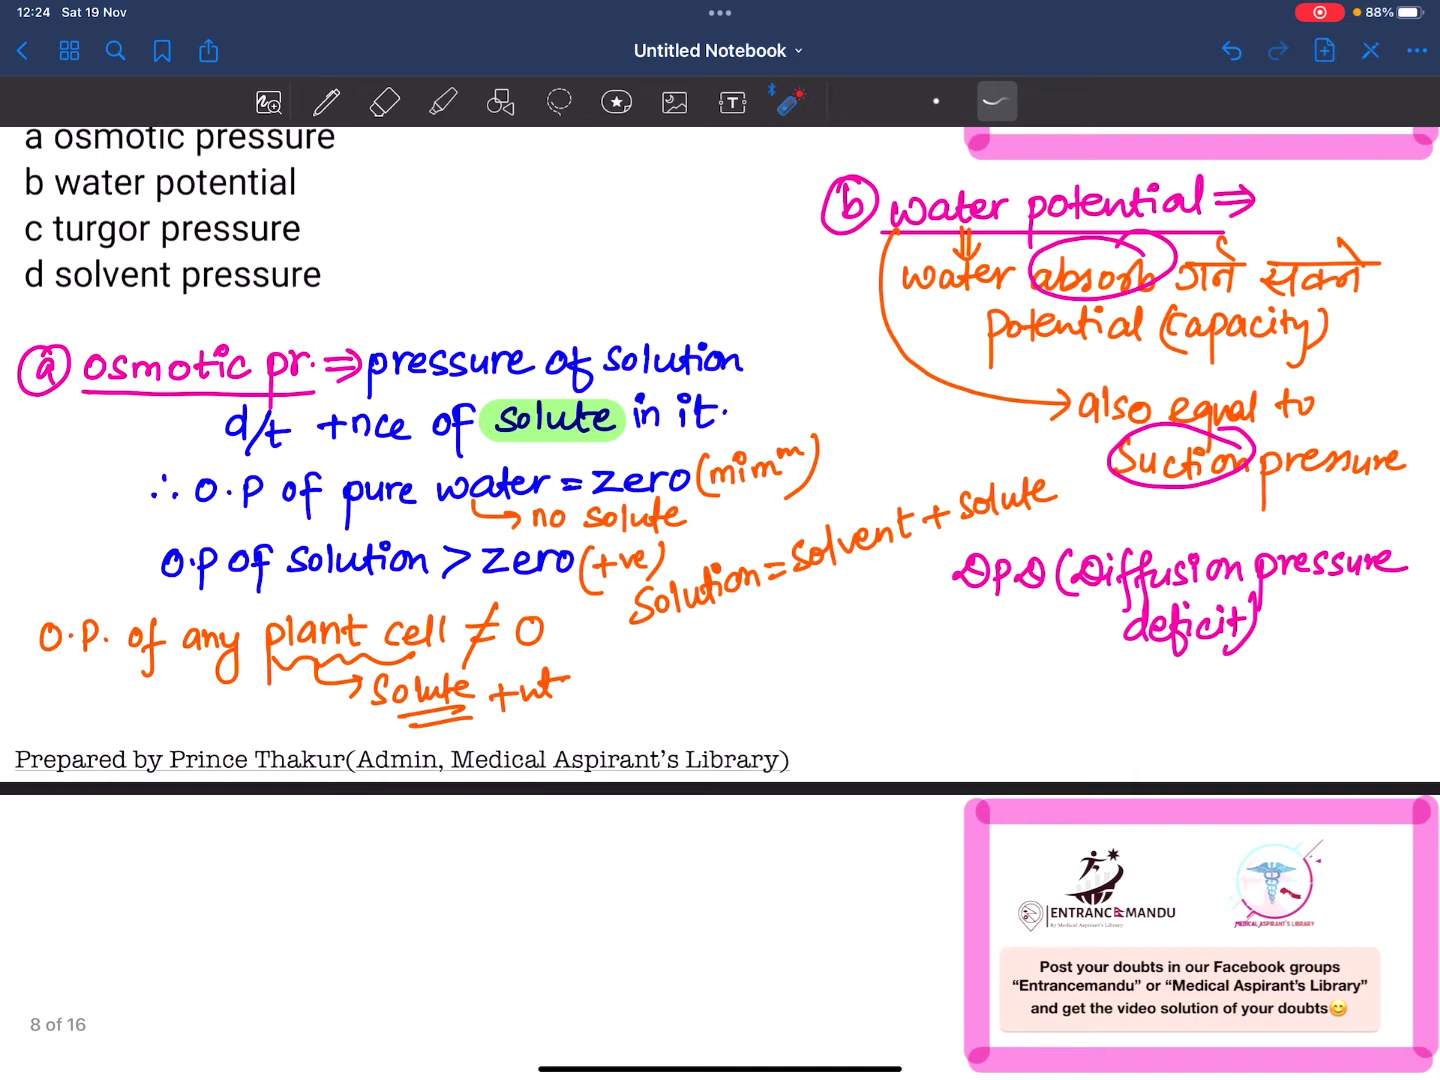 12:24 Sat 19 Nov
88%
Untitled Notebook
a osmotic pressure
b water potential
c turgor pressure
d solvent pressure
(a) osmotic pr. ⇒ pressure of solution
d/t +nce of solute in it.
∴ O.P of pure water = zero (mimᵐ)
→ no solute
O.P of solution > zero (+ve)
solution = solvent + solute
O.P. of any plant cell ≠ 0
→ solute +nt
(b) water potential ⇒
water absorb गर्ने सक्ने
potential (capacity)
→ also equal to
suction pressure
DPD (Diffusion pressure
deficit)
Prepared by Prince Thakur(Admin, Medical Aspirant's Library)
ENTRANCEMANDU
By Medical Aspirant's Library
MEDICAL ASPIRANT'S LIBRARY
Post your doubts in our Facebook groups
“Entrancemandu” or “Medical Aspirant's Library”
and get the video solution of your doubts😊
8 of 16